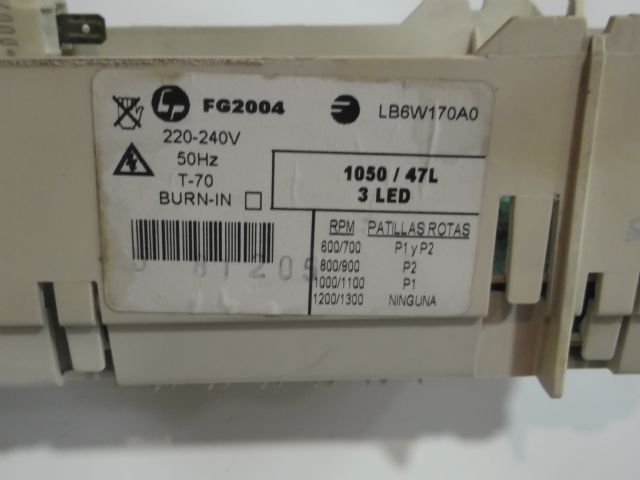 FG2004
LB6W170A0
220-240V
50Hz
T-70
BURN-IN
1050 / 47L
3 LED
RPM PATILLAS ROTAS
600/700 P1 y P2
800/900 P2
1000/1100 P1
1200/1300 NINGUNA